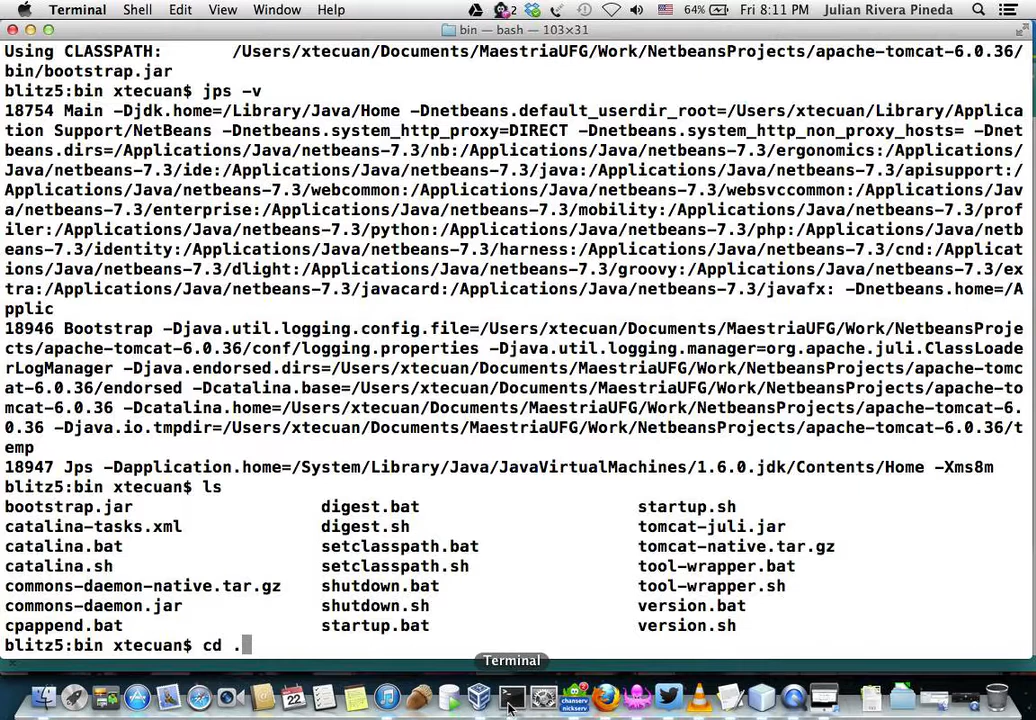 Terminal Shell Edit View Window Help 2 64% Fri 8:11 PM Julian Rivera Pineda
bin — bash — 103×31
Using CLASSPATH:       /Users/xtecuan/Documents/MaestriaUFG/Work/NetbeansProjects/apache-tomcat-6.0.36/
bin/bootstrap.jar
blitz5:bin xtecuan$ jps -v
18754 Main -Djdk.home=/Library/Java/Home -Dnetbeans.default_userdir_root=/Users/xtecuan/Library/Applica
tion Support/NetBeans -Dnetbeans.system_http_proxy=DIRECT -Dnetbeans.system_http_non_proxy_hosts= -Dnet
beans.dirs=/Applications/Java/netbeans-7.3/nb:/Applications/Java/netbeans-7.3/ergonomics:/Applications/
Java/netbeans-7.3/ide:/Applications/Java/netbeans-7.3/java:/Applications/Java/netbeans-7.3/apisupport:/
Applications/Java/netbeans-7.3/webcommon:/Applications/Java/netbeans-7.3/websvccommon:/Applications/Jav
a/netbeans-7.3/enterprise:/Applications/Java/netbeans-7.3/mobility:/Applications/Java/netbeans-7.3/prof
iler:/Applications/Java/netbeans-7.3/python:/Applications/Java/netbeans-7.3/php:/Applications/Java/netb
eans-7.3/identity:/Applications/Java/netbeans-7.3/harness:/Applications/Java/netbeans-7.3/cnd:/Applicat
ions/Java/netbeans-7.3/dlight:/Applications/Java/netbeans-7.3/groovy:/Applications/Java/netbeans-7.3/ex
tra:/Applications/Java/netbeans-7.3/javacard:/Applications/Java/netbeans-7.3/javafx: -Dnetbeans.home=/A
pplic
18946 Bootstrap -Djava.util.logging.config.file=/Users/xtecuan/Documents/MaestriaUFG/Work/NetbeansProje
cts/apache-tomcat-6.0.36/conf/logging.properties -Djava.util.logging.manager=org.apache.juli.ClassLoade
rLogManager -Djava.endorsed.dirs=/Users/xtecuan/Documents/MaestriaUFG/Work/NetbeansProjects/apache-tomc
at-6.0.36/endorsed -Dcatalina.base=/Users/xtecuan/Documents/MaestriaUFG/Work/NetbeansProjects/apache-to
mcat-6.0.36 -Dcatalina.home=/Users/xtecuan/Documents/MaestriaUFG/Work/NetbeansProjects/apache-tomcat-6.
0.36 -Djava.io.tmpdir=/Users/xtecuan/Documents/MaestriaUFG/Work/NetbeansProjects/apache-tomcat-6.0.36/t
emp
18947 Jps -Dapplication.home=/System/Library/Java/JavaVirtualMachines/1.6.0.jdk/Contents/Home -Xms8m
blitz5:bin xtecuan$ ls
bootstrap.jar digest.bat startup.sh
catalina-tasks.xml digest.sh tomcat-juli.jar
catalina.bat setclasspath.bat tomcat-native.tar.gz
catalina.sh setclasspath.sh tool-wrapper.bat
commons-daemon-native.tar.gz shutdown.bat tool-wrapper.sh
commons-daemon.jar shutdown.sh version.bat
cpappend.bat startup.bat version.sh
blitz5:bin xtecuan$ cd .
Terminal
22
chanserv
nickserv